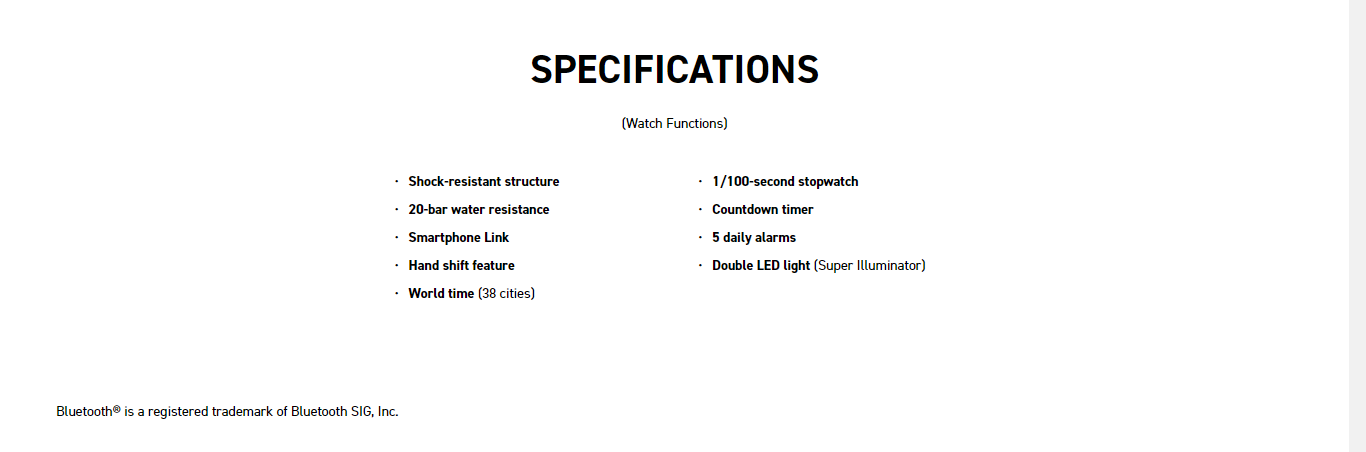 SPECIFICATIONS
(Watch Functions)
· Shock-resistant structure
· 20-bar water resistance
· Smartphone Link
· Hand shift feature
· World time (38 cities)
· 1/100-second stopwatch
· Countdown timer
· 5 daily alarms
· Double LED light (Super Illuminator)
Bluetooth® is a registered trademark of Bluetooth SIG, Inc.